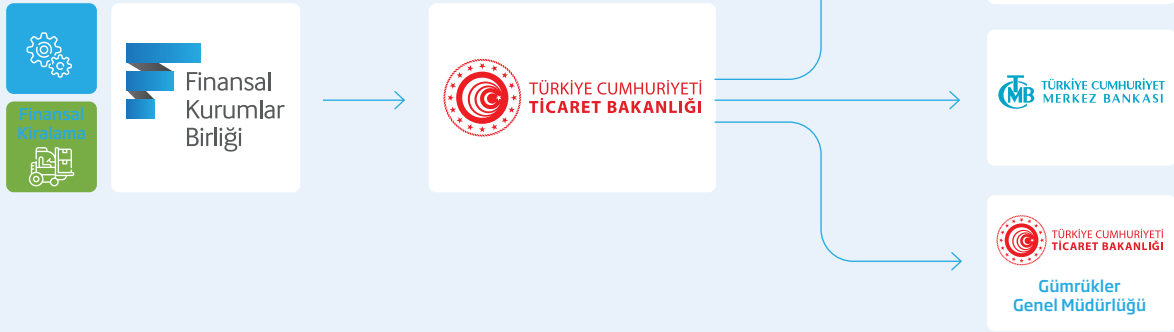 Finansal
Kiralama
Finansal
Kurumlar
Birliği
TÜRKİYE CUMHURİYETİ
TİCARET BAKANLIĞI
TCMB
TÜRKİYE CUMHURİYET
MERKEZ BANKASI
TÜRKİYE CUMHURİYETİ
TİCARET BAKANLIĞI
Gümrükler
Genel Müdürlüğü